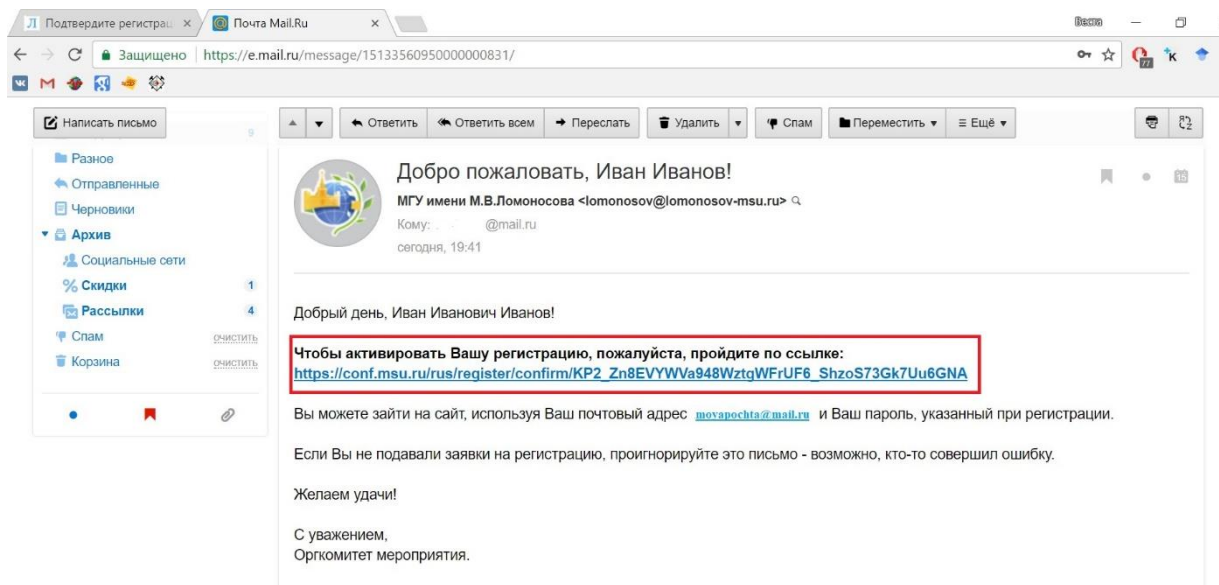 Подтвердите регистрац
Почта Mail.Ru
Веста
Защищено
https://e.mail.ru/message/15133560950000000831/
77
к
Написать письмо
9
Ответить
Ответить всем
Переслать
Удалить
Спам
Переместить
Ещё
Разное
Отправленные
Черновики
Архив
Социальные сети
Скидки 1
Рассылки 4
Спам очистить
Корзина очистить
Добро пожаловать, Иван Иванов!
МГУ имени М.В.Ломоносова <lomonosov@lomonosov-msu.ru>
Кому: @mail.ru
сегодня, 19:41
15
Добрый день, Иван Иванович Иванов!
Чтобы активировать Вашу регистрацию, пожалуйста, пройдите по ссылке:
https://conf.msu.ru/rus/register/confirm/KP2_Zn8EVYWVa948WztgWFrUF6_ShzoS73Gk7Uu6GNA
Вы можете зайти на сайт, используя Ваш почтовый адрес movapochta@mail.ru и Ваш пароль, указанный при регистрации.
Если Вы не подавали заявки на регистрацию, проигнорируйте это письмо - возможно, кто-то совершил ошибку.
Желаем удачи!
С уважением,
Оргкомитет мероприятия.